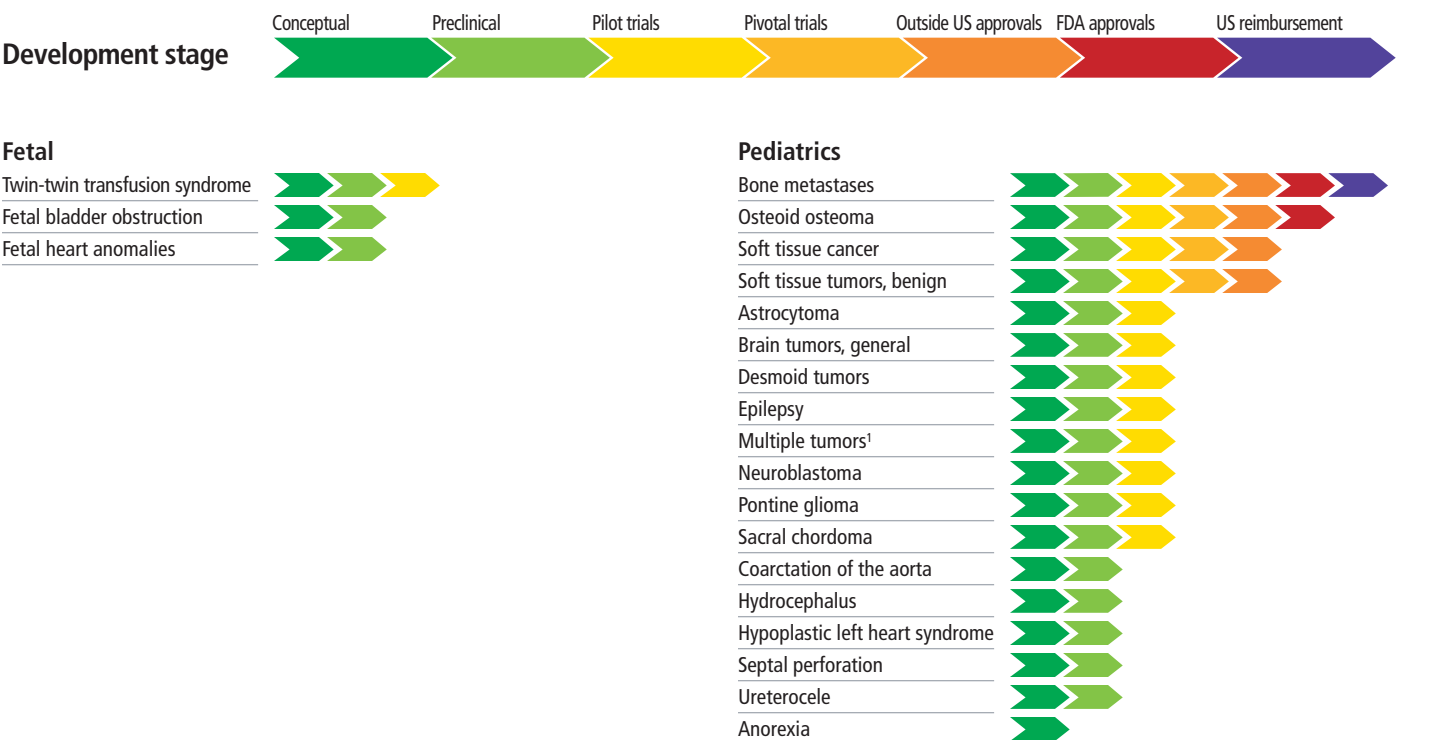 Conceptual Preclinical Pilot trials Pivotal trials Outside US approvals FDA approvals US reimbursement
Development stage
Fetal
Twin-twin transfusion syndrome
Fetal bladder obstruction
Fetal heart anomalies
Pediatrics
Bone metastases
Osteoid osteoma
Soft tissue cancer
Soft tissue tumors, benign
Astrocytoma
Brain tumors, general
Desmoid tumors
Epilepsy
Multiple tumors¹
Neuroblastoma
Pontine glioma
Sacral chordoma
Coarctation of the aorta
Hydrocephalus
Hypoplastic left heart syndrome
Septal perforation
Ureterocele
Anorexia